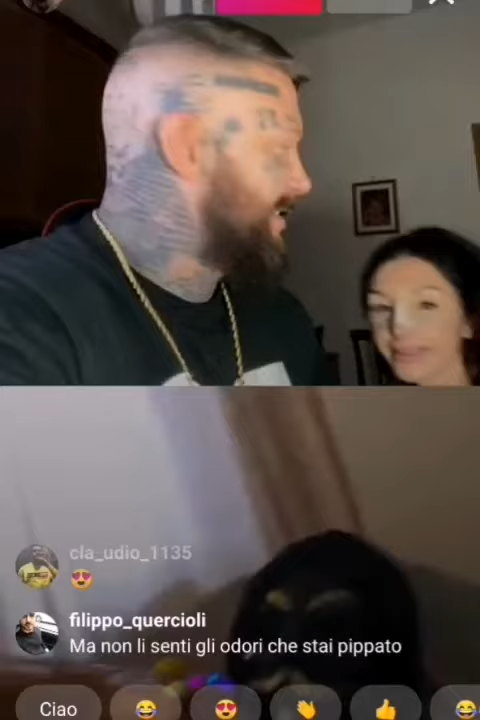 cla_udio_1135
😍
filippo_quercioli
Ma non li senti gli odori che stai pippato
Ciao
😂
😍
👏
👍
😂